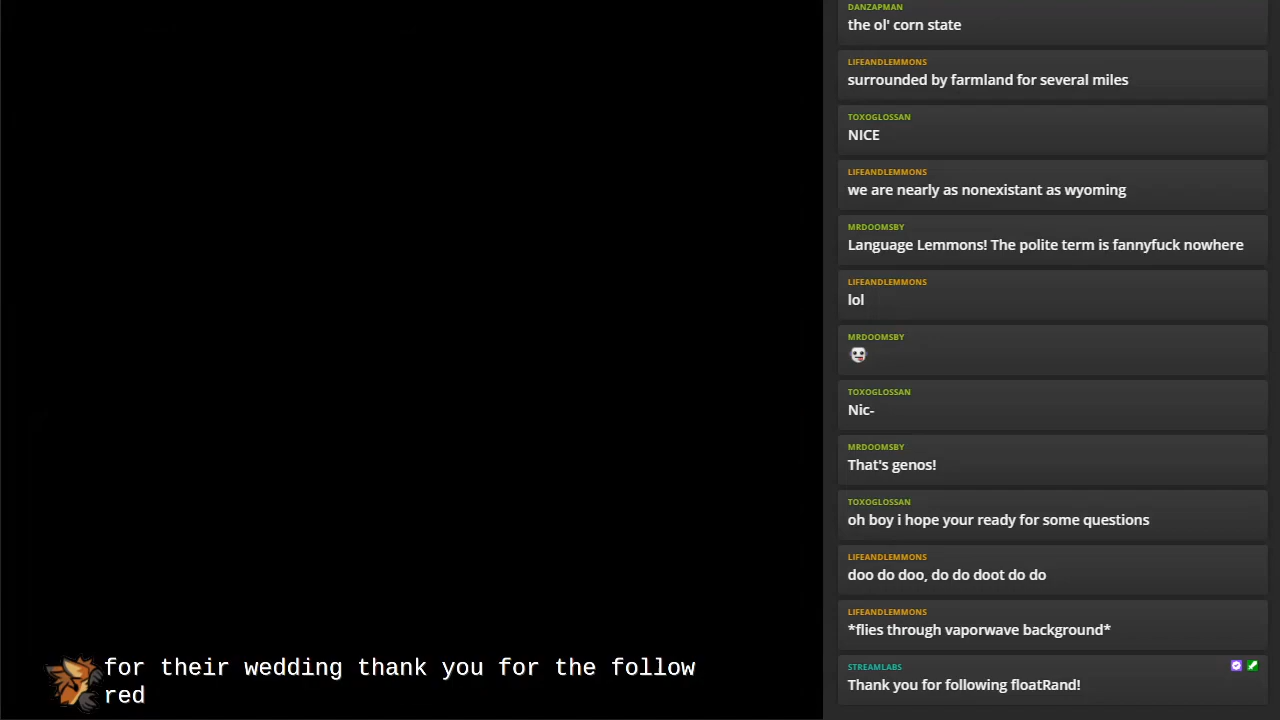 DANZAPMAN
the ol' corn state
LIFEANDLEMMONS
surrounded by farmland for several miles
TOXOGLOSSAN
NICE
LIFEANDLEMMONS
we are nearly as nonexistant as wyoming
MRDOOMSBY
Language Lemmons! The polite term is fannyfuck nowhere
LIFEANDLEMMONS
lol
MRDOOMSBY
TOXOGLOSSAN
Nic-
MRDOOMSBY
That's genos!
TOXOGLOSSAN
oh boy i hope your ready for some questions
LIFEANDLEMMONS
doo do doo, do do doot do do
LIFEANDLEMMONS
*flies through vaporwave background*
STREAMLABS
Thank you for following floatRand!
for their wedding thank you for the follow
red